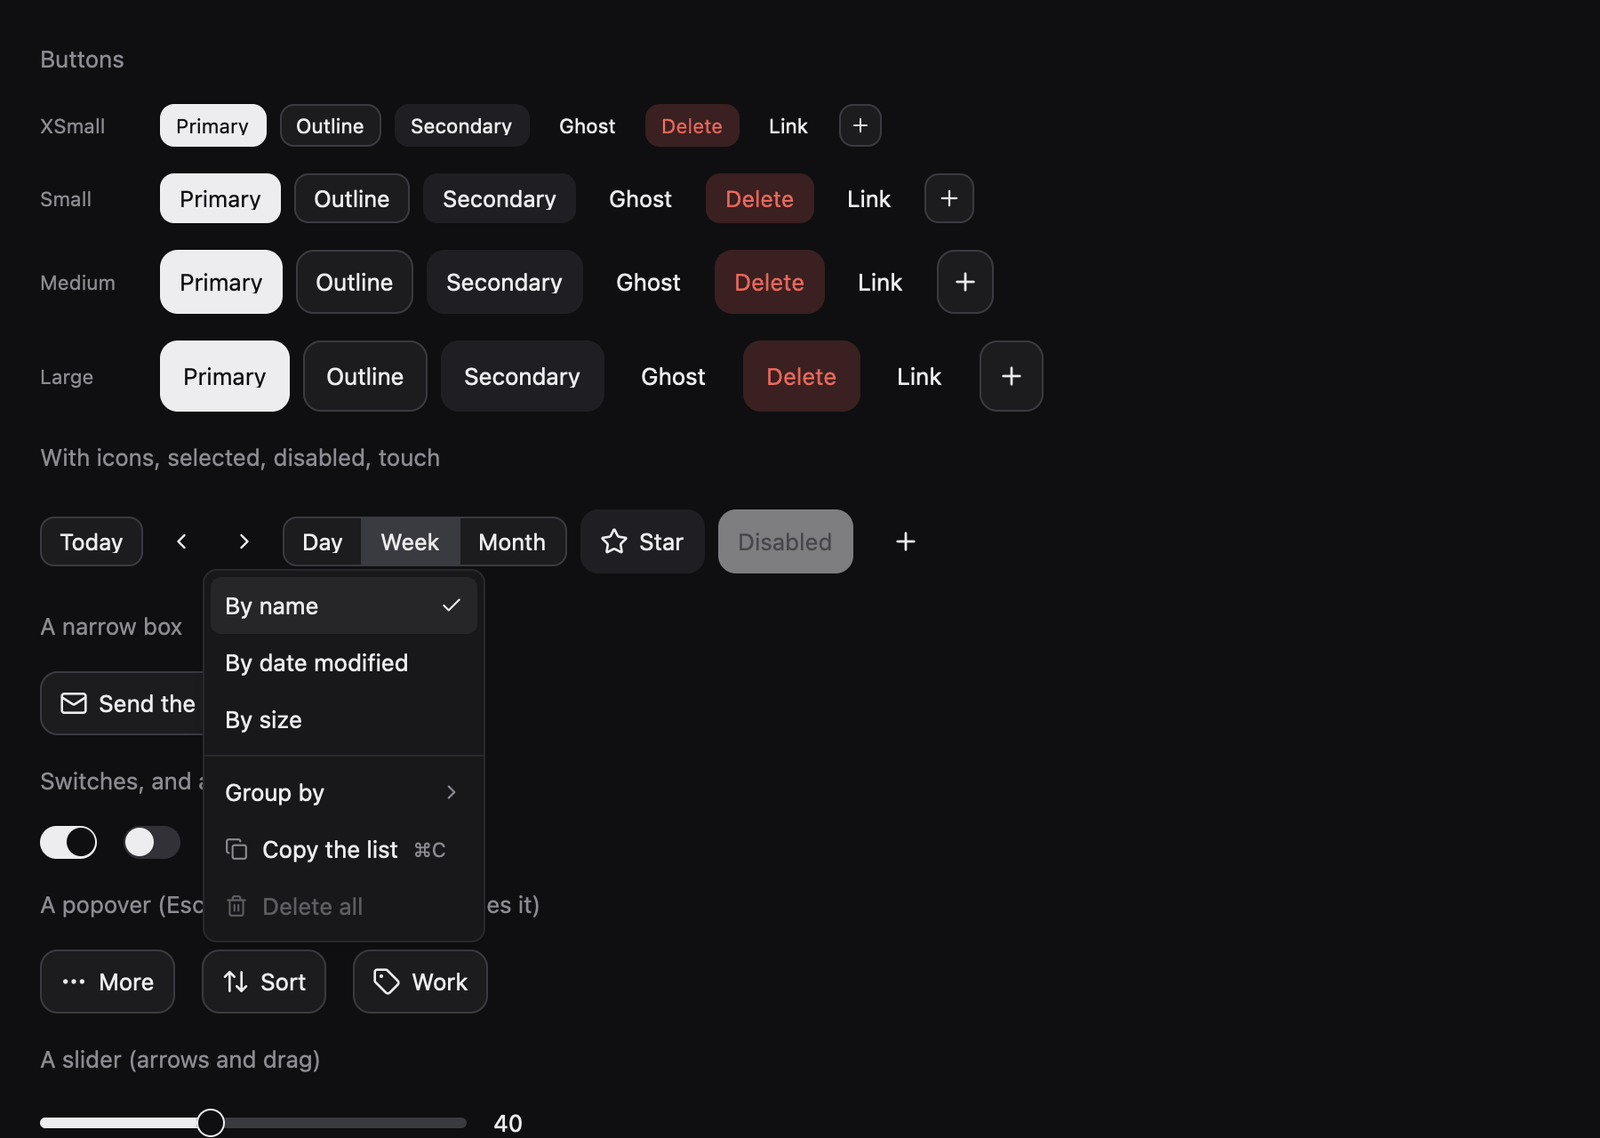 Buttons
XSmall Primary Outline Secondary Ghost Delete Link +
Small Primary Outline Secondary Ghost Delete Link +
Medium Primary Outline Secondary Ghost Delete Link +
Large Primary Outline Secondary Ghost Delete Link +
With icons, selected, disabled, touch
Today Day Week Month Star Disabled +
By name
A narrow box
By date modified
Send the
By size
Switches, and a
Group by
Copy the list ⌘C
A popover (Esc
es it)
Delete all
More Sort Work
A slider (arrows and drag)
40